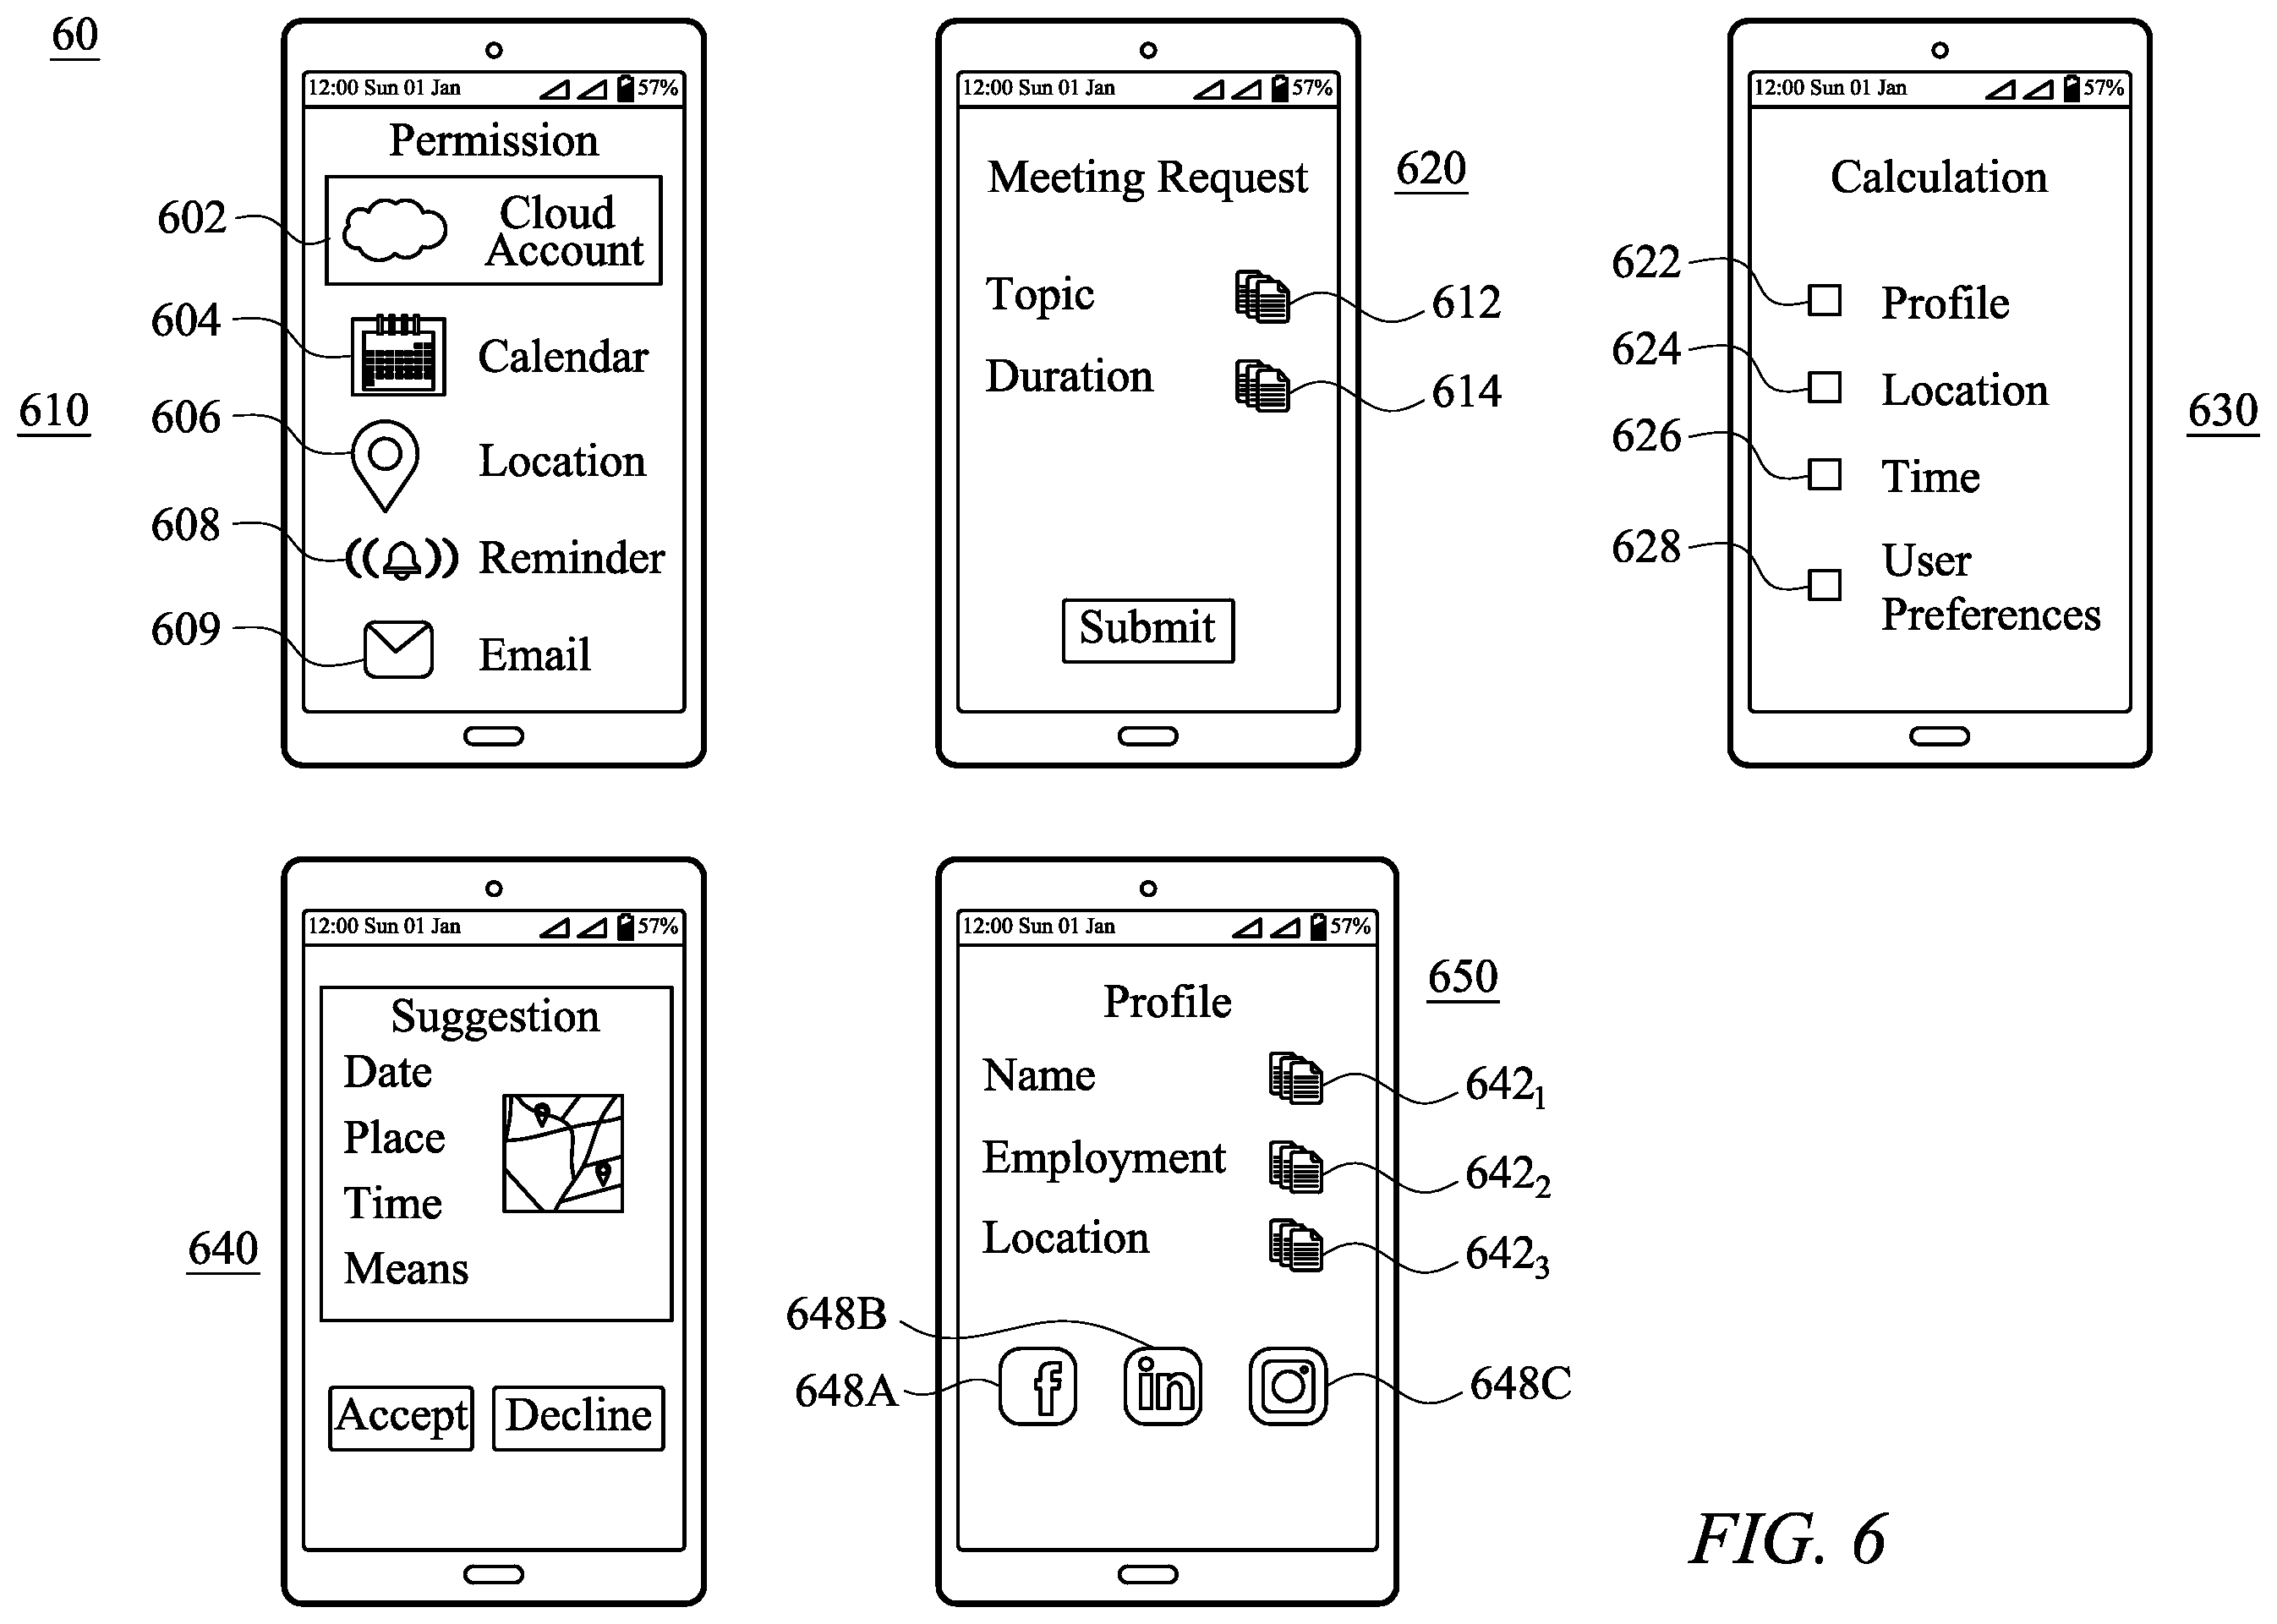 60
12:00 Sun 01 Jan 57%
Permission
602
Cloud
Account
604
Calendar
610
606
Location
608
Reminder
609
Email
12:00 Sun 01 Jan 57%
Meeting Request
620
Topic
612
Duration
614
Submit
12:00 Sun 01 Jan 57%
Calculation
622
Profile
624
Location
630
626
Time
628
User
Preferences
12:00 Sun 01 Jan 57%
Suggestion
Date
Place
Time
640
Means
Accept Decline
12:00 Sun 01 Jan 57%
650
Profile
Name
642₁
Employment
642₂
Location
642₃
648B
648A
f in
648C
FIG. 6